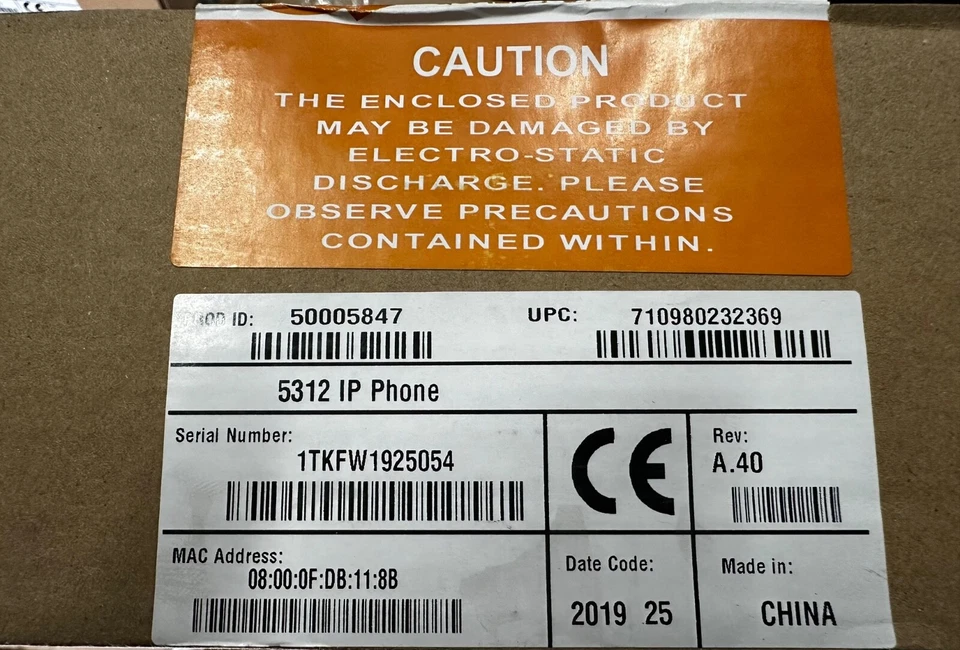 CAUTION
THE ENCLOSED PRODUCT
MAY BE DAMAGED BY
ELECTRO-STATIC
DISCHARGE. PLEASE
OBSERVE PRECAUTIONS
CONTAINED WITHIN.
PROD ID: 50005847 UPC: 710980232369
5312 IP Phone
Serial Number:
1TKFW1925054
CE
Rev:
A.40
MAC Address:
08:00:0F:DB:11:8B
Date Code:
2019 25
Made in:
CHINA